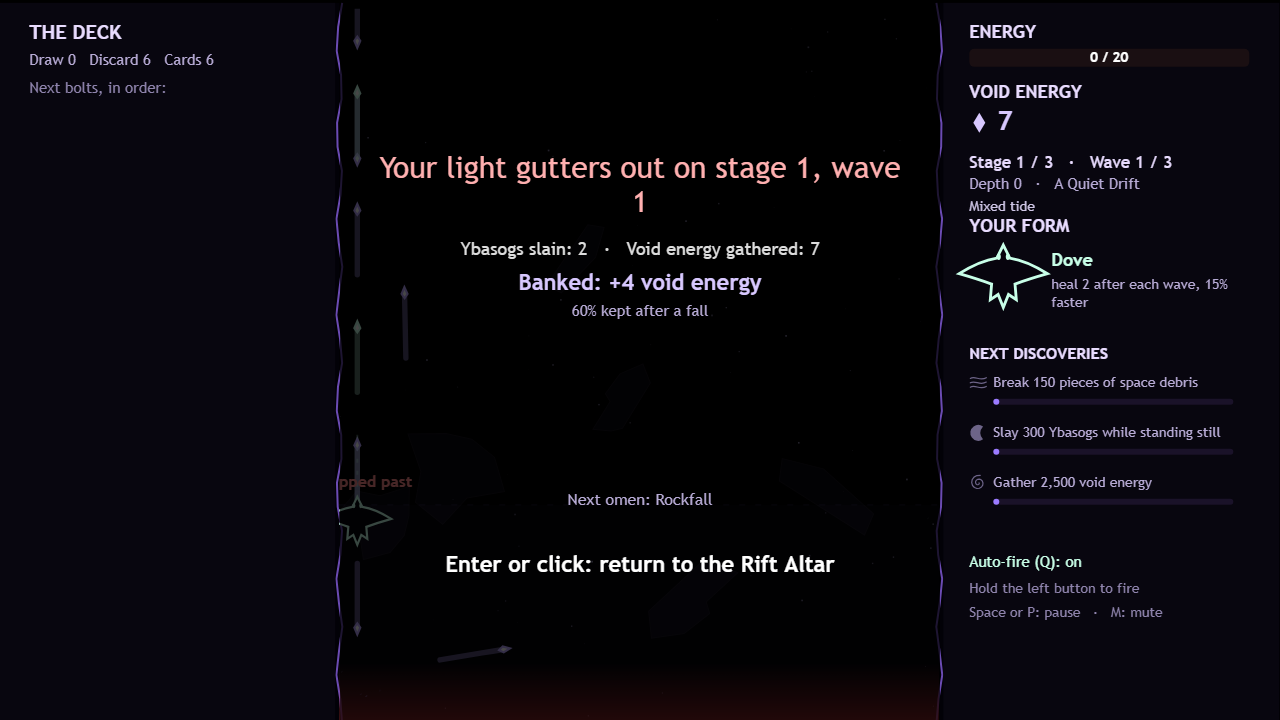 THE DECK
Draw 0 Discard 6 Cards 6
Next bolts, in order:
Your light gutters out on stage 1, wave
1
Ybasogs slain: 2 · Void energy gathered: 7
Banked: +4 void energy
60% kept after a fall
pped past
Next omen: Rockfall
Enter or click: return to the Rift Altar
ENERGY
0 / 20
VOID ENERGY
7
Stage 1 / 3 · Wave 1 / 3
Depth 0 · A Quiet Drift
Mixed tide
YOUR FORM
Dove
heal 2 after each wave, 15%
faster
NEXT DISCOVERIES
Break 150 pieces of space debris
Slay 300 Ybasogs while standing still
Gather 2,500 void energy
Auto-fire (Q): on
Hold the left button to fire
Space or P: pause · M: mute